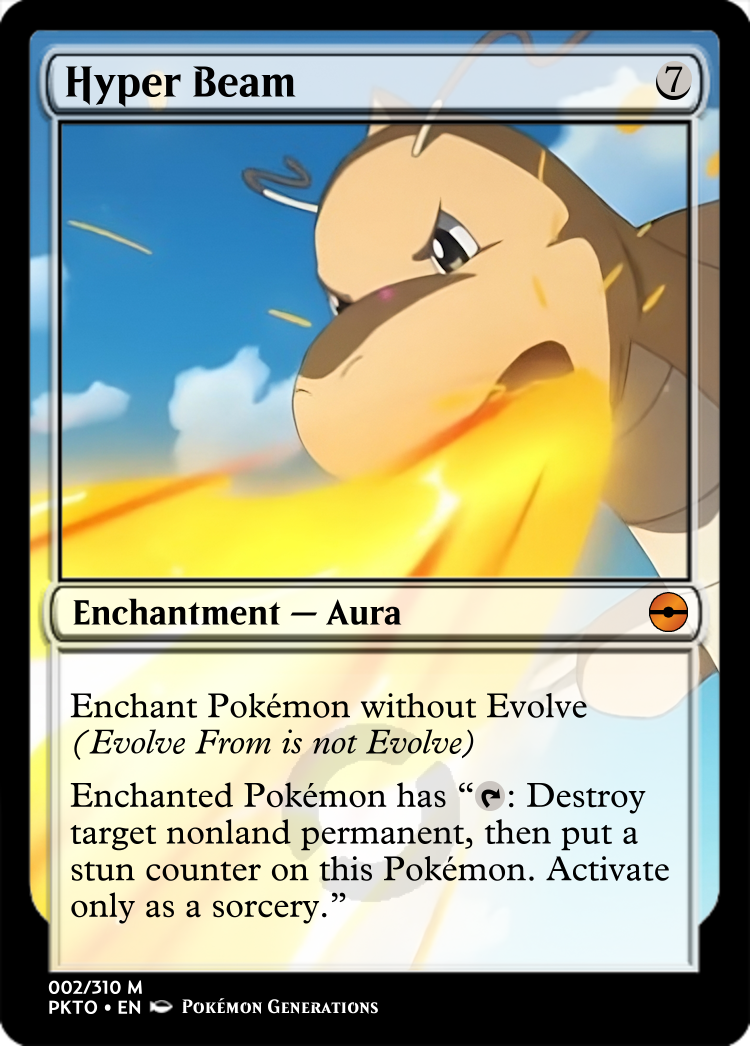 Hyper Beam 7
Enchantment — Aura
Enchant Pokémon without Evolve
(Evolve From is not Evolve)
Enchanted Pokémon has “: Destroy
target nonland permanent, then put a
stun counter on this Pokémon. Activate
only as a sorcery.”
002/310 M
PKTO • EN Pokémon Generations